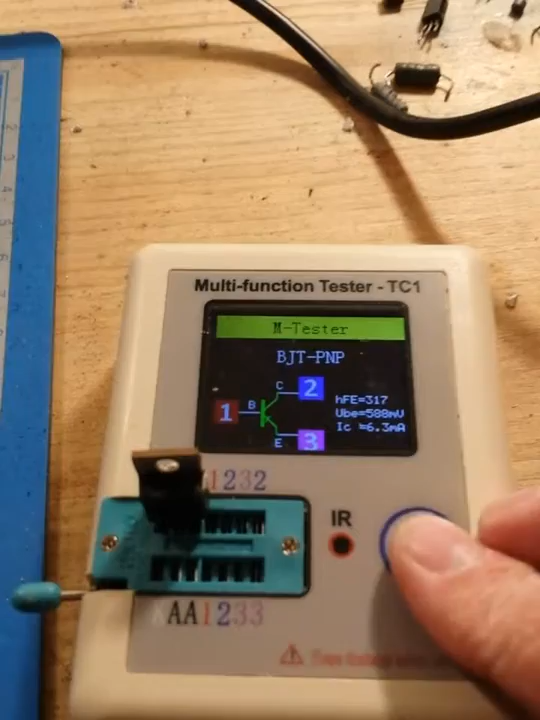 Multi-function Tester - TC1
M-Tester
BJT-PNP
C
2
1
B
hFE=317
Ube=588mV
Ic =6.3mA
E
3
1232
IR
AA1233